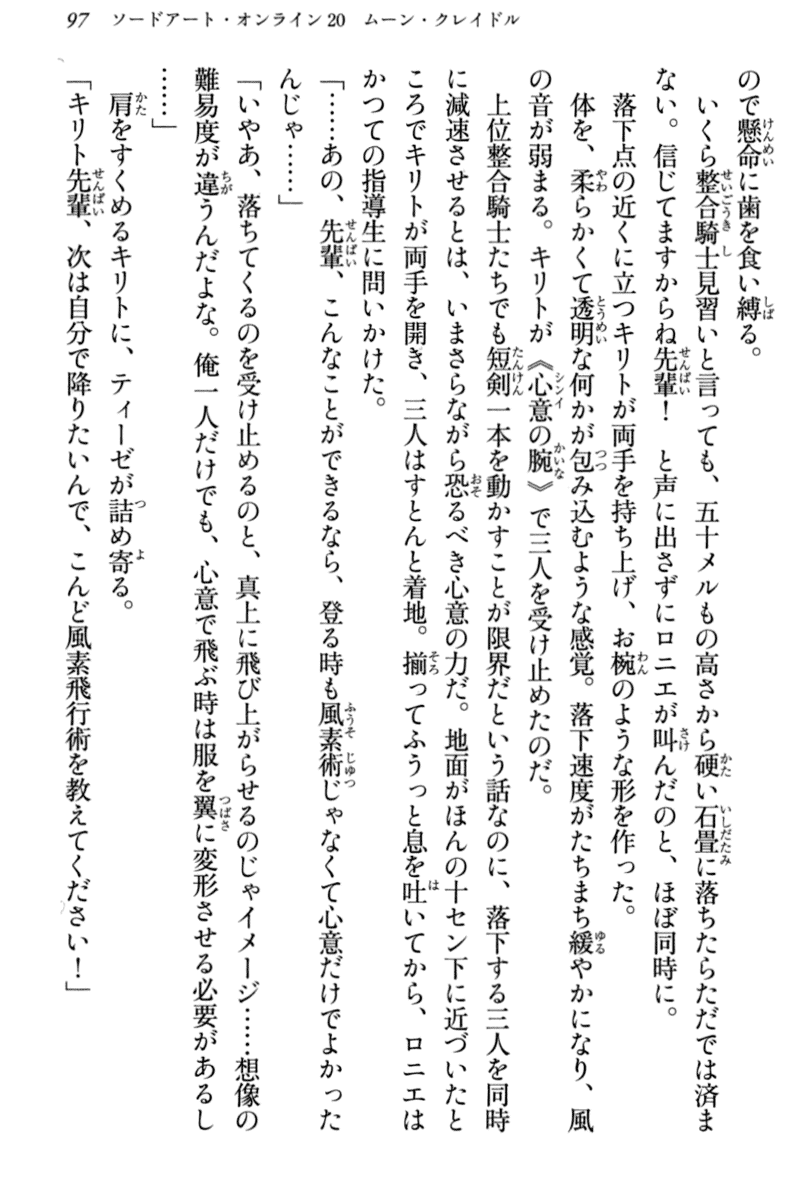 97 ソードアート・オンライン20 ムーン・クレイドル
ので懸命に歯を食い縛る。
いくら整合騎士見習いと言っても、五十メルもの高さから硬い石畳に落ちたらただでは済ま
ない。信じてますからね先輩！ と声に出さずにロニエが叫んだのと、ほぼ同時に。
落下点の近くに立つキリトが両手を持ち上げ、お椀のような形を作った。
体を、柔らかくて透明な何かが包み込むような感覚。落下速度がたちまち緩やかになり、風
の音が弱まる。キリトが《心意の腕》で三人を受け止めたのだ。
上位整合騎士たちでも短剣一本を動かすことが限界だという話なのに、落下する三人を同時
に減速させるとは、いまさらながら恐るべき心意の力だ。地面がほんの十セン下に近づいたと
ころでキリトが両手を開き、三人はすとんと着地。揃ってふうっと息を吐いてから、ロニエは
かつての指導生に問いかけた。
「……あの、先輩、こんなことができるなら、登る時も風素術じゃなくて心意だけでよかった
んじゃ……」
「いやあ、落ちてくるのを受け止めるのと、真上に飛び上がらせるのじゃイメージ……想像の
難易度が違うんだよな。俺一人だけでも、心意で飛ぶ時は服を翼に変形させる必要があるし
……」
肩をすくめるキリトに、ティーゼが詰め寄る。
「キリト先輩、次は自分で降りたいんで、こんど風素飛行術を教えてください！」